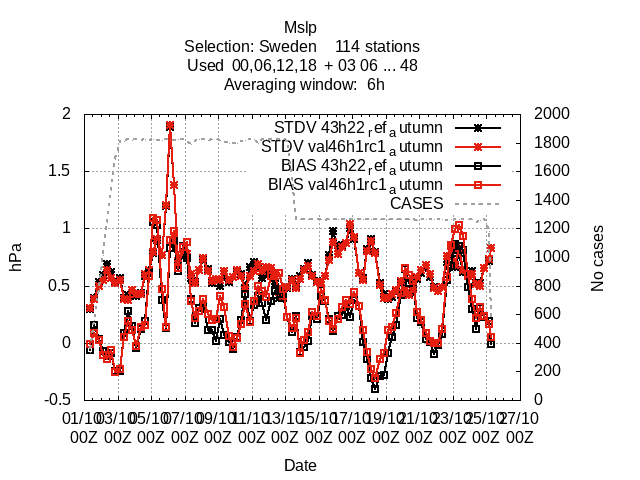 Mslp
Selection: Sweden    114 stations
Used  00,06,12,18  + 03 06 ... 48
Averaging window:  6h
2
1.5
1
0.5
0
-0.5
hPa
2000
1800
1600
1400
1200
1000
800
600
400
200
0
No cases
STDV 43h22_ref_autumn
STDV val46h1rc1_autumn
BIAS 43h22_ref_autumn
BIAS val46h1rc1_autumn
CASES
01/10 03/10 05/10 07/10 09/10 11/10 13/10 15/10 17/10 19/10 21/10 23/10 25/10 27/10
00Z 00Z 00Z 00Z 00Z 00Z 00Z 00Z 00Z 00Z 00Z 00Z 00Z 00Z
Date